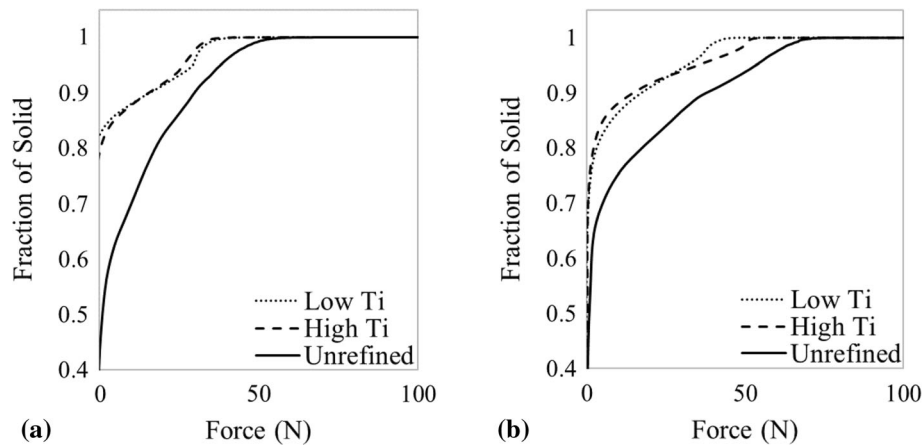 Fraction of Solid
1
0.9
0.8
0.7
0.6
0.5
0.4
Low Ti
High Ti
Unrefined
0 50 100
(a) Force (N)
Fraction of Solid
1
0.9
0.8
0.7
0.6
0.5
0.4
Low Ti
High Ti
Unrefined
0 50 100
(b) Force (N)